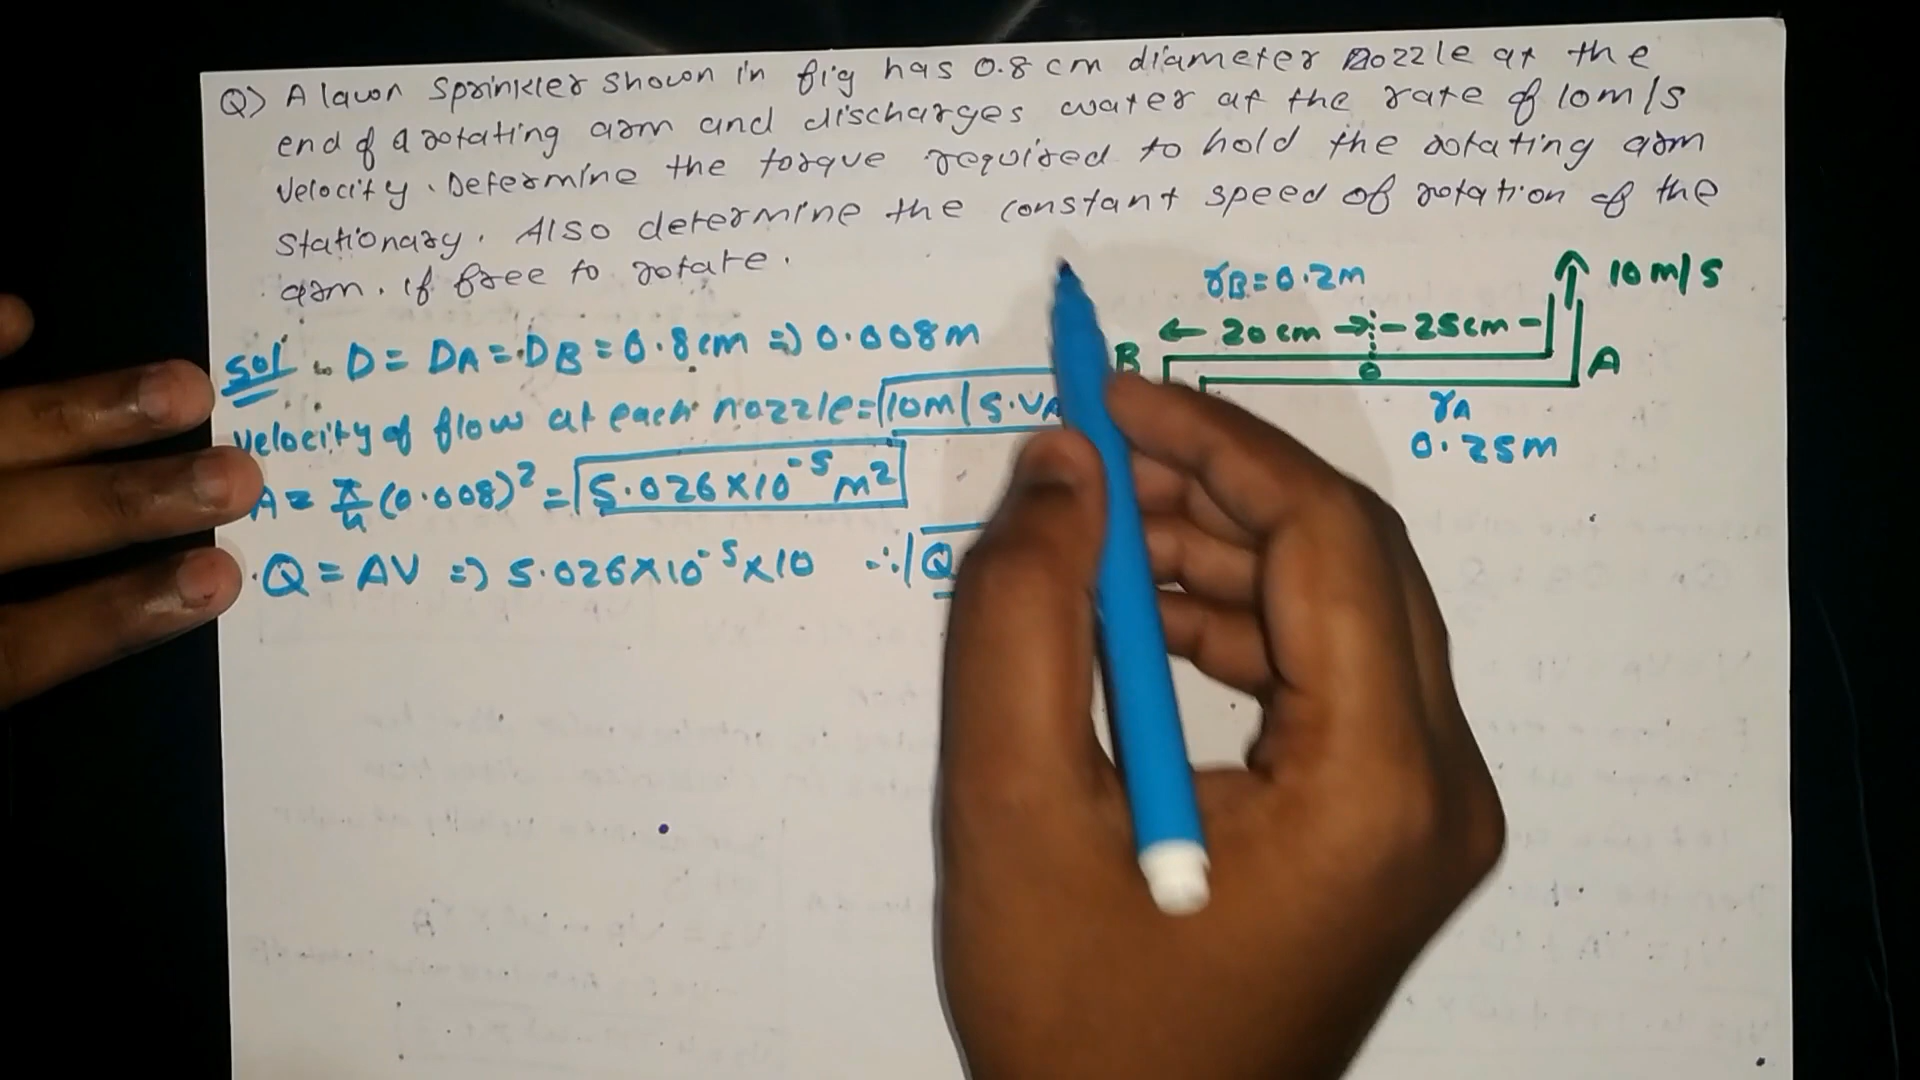 Q) A lawn sprinkler shown in fig has 0.8 cm diameter nozzle at the
end of a rotating arm and discharges water at the rate of 10m/s
velocity. Determine the torque required to hold the rotating arm
stationary. Also determine the constant speed of rotation of the
arm. if free to rotate.
rB = 0.2m
10 m/s
← 20 cm → - 25cm -
B
A
rA
0.25m
Sol D = DA = DB = 0.8cm => 0.008m
velocity of flow at each nozzle = 10m/s. VA
A = π/4 (0.008)² = 5.026×10⁻⁵ m²
Q = AV => 5.026×10⁻⁵×10 ∴ Q